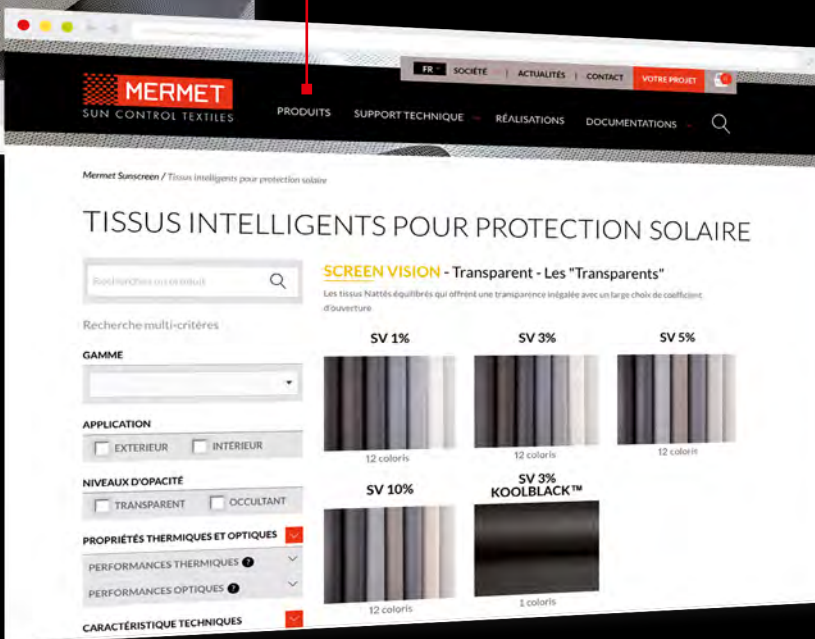 FR SOCIÉTÉ | ACTUALITÉS | CONTACT VOTRE PROJET
MERMET
SUN CONTROL TEXTILES
PRODUITS SUPPORT TECHNIQUE RÉALISATIONS DOCUMENTATIONS
Mermet Sunscreen / Tissus intelligents pour protection solaire
TISSUS INTELLIGENTS POUR PROTECTION SOLAIRE
Rechercher un produit
Recherche multi-critères
GAMME
APPLICATION
EXTERIEUR INTÉRIEUR
NIVEAUX D'OPACITÉ
TRANSPARENT OCCULTANT
PROPRIÉTÉS THERMIQUES ET OPTIQUES
PERFORMANCES THERMIQUES ?
PERFORMANCES OPTIQUES ?
CARACTÉRISTIQUE TECHNIQUES
SCREEN VISION - Transparent - Les "Transparents"
Les tissus Nattés équilibrés qui offrent une transparence inégalée avec un large choix de coefficient
d'ouverture
SV 1% SV 3% SV 5%
12 coloris 12 coloris 12 coloris
SV 10% SV 3%
KOOLBLACK™
12 coloris 1 coloris